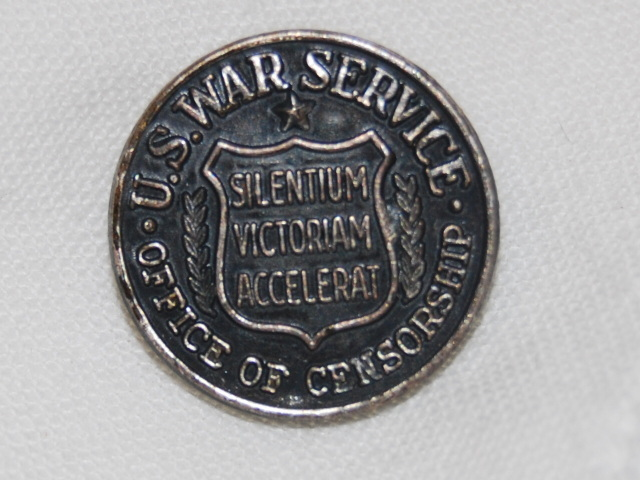 U.S. WAR SERVICE
SILENTIUM
VICTORIAM
ACCELERAT
· OFFICE OF CENSORSHIP ·